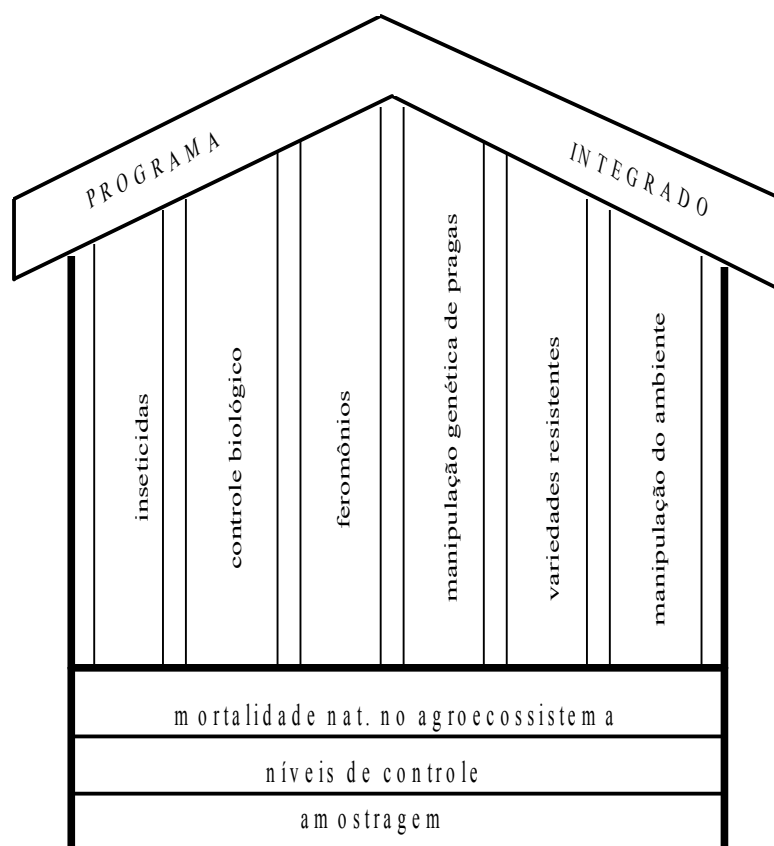 PROGRAMA
INTEGRADO
inseticidas
controle biológico
feromônios
manipulação genética de pragas
variedades resistentes
manipulação do ambiente
mortalidade nat. no agroecossistema
níveis de controle
amostragem